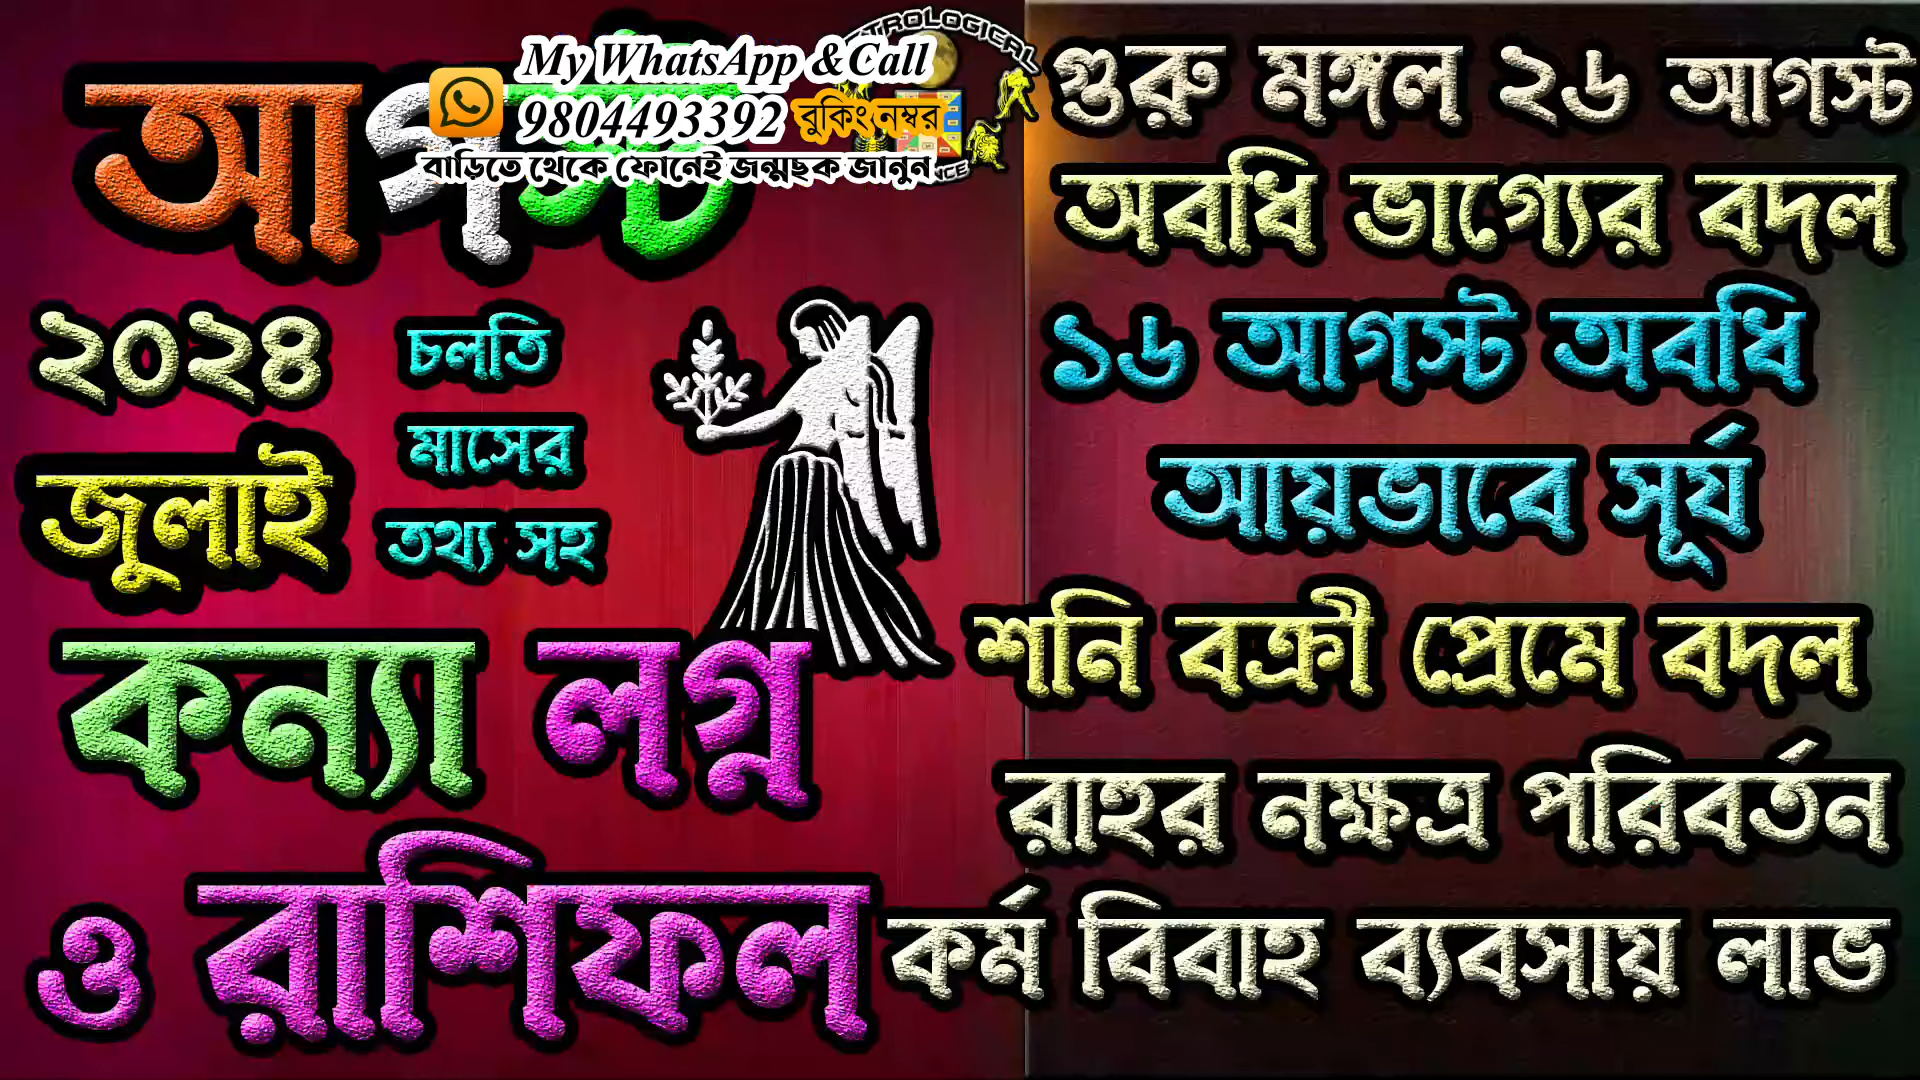 My WhatsApp &Call
9804493392 বুকিং নম্বর
বাড়িতে থেকে ফোনেই জন্মছক জানুন
আগস্ট
২০২৪
চলতি
মাসের
তথ্য সহ
জুলাই
কন্যা লগ্ন
ও রাশিফল
গুরু মঙ্গল ২৬ আগস্ট
অবধি ভাগ্যের বদল
১৬ আগস্ট অবধি
আয়ভাবে সূর্য
শনি বক্রী প্রেমে বদল
রাহুর নক্ষত্র পরিবর্তন
কর্ম বিবাহ ব্যবসায় লাভ